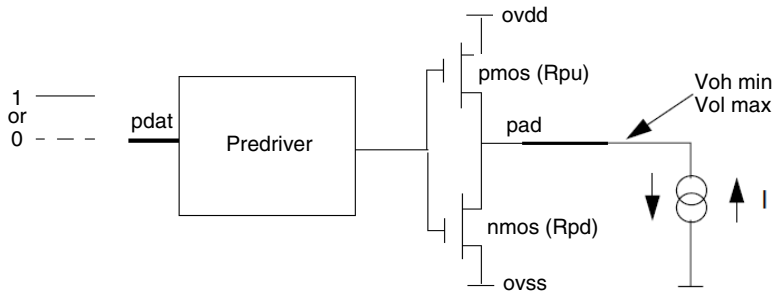 ovdd
pmos (Rpu)
Voh min
Vol max
1
or
0
pdat
Predriver
pad
I
nmos (Rpd)
ovss